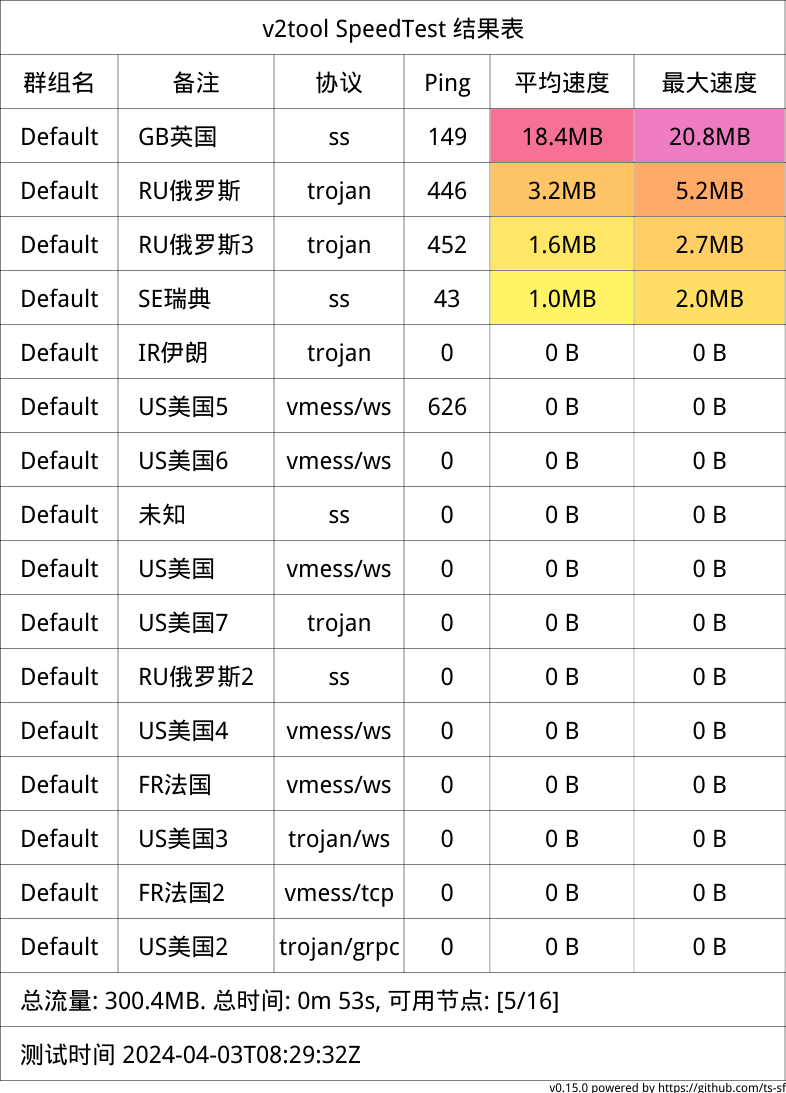 v2tool SpeedTest 结果表
群组名 备注 协议 Ping 平均速度 最大速度
Default GB英国 ss 149 18.4MB 20.8MB
Default RU俄罗斯 trojan 446 3.2MB 5.2MB
Default RU俄罗斯3 trojan 452 1.6MB 2.7MB
Default SE瑞典 ss 43 1.0MB 2.0MB
Default IR伊朗 trojan 0 0 B 0 B
Default US美国5 vmess/ws 626 0 B 0 B
Default US美国6 vmess/ws 0 0 B 0 B
Default 未知 ss 0 0 B 0 B
Default US美国 vmess/ws 0 0 B 0 B
Default US美国7 trojan 0 0 B 0 B
Default RU俄罗斯2 ss 0 0 B 0 B
Default US美国4 vmess/ws 0 0 B 0 B
Default FR法国 vmess/ws 0 0 B 0 B
Default US美国3 trojan/ws 0 0 B 0 B
Default FR法国2 vmess/tcp 0 0 B 0 B
Default US美国2 trojan/grpc 0 0 B 0 B
总流量: 300.4MB. 总时间: 0m 53s, 可用节点: [5/16]
测试时间 2024-04-03T08:29:32Z
v0.15.0 powered by https://github.com/ts-sf